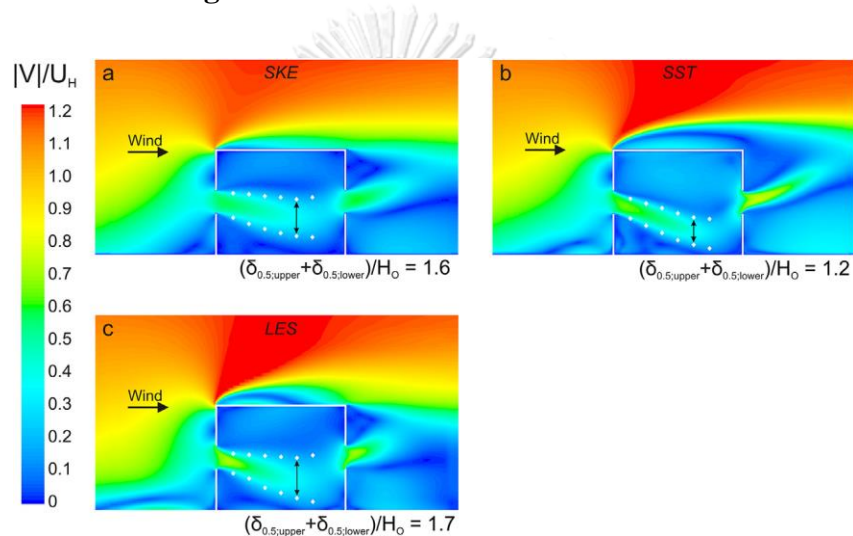 |V|/U_H
1.2
1.1
1.0
0.9
0.8
0.7
0.6
0.5
0.4
0.3
0.2
0.1
0
a
SKE
Wind
(δ0.5;upper+δ0.5;lower)/HO = 1.6
b
SST
Wind
(δ0.5;upper+δ0.5;lower)/HO = 1.2
c
LES
Wind
(δ0.5;upper+δ0.5;lower)/HO = 1.7